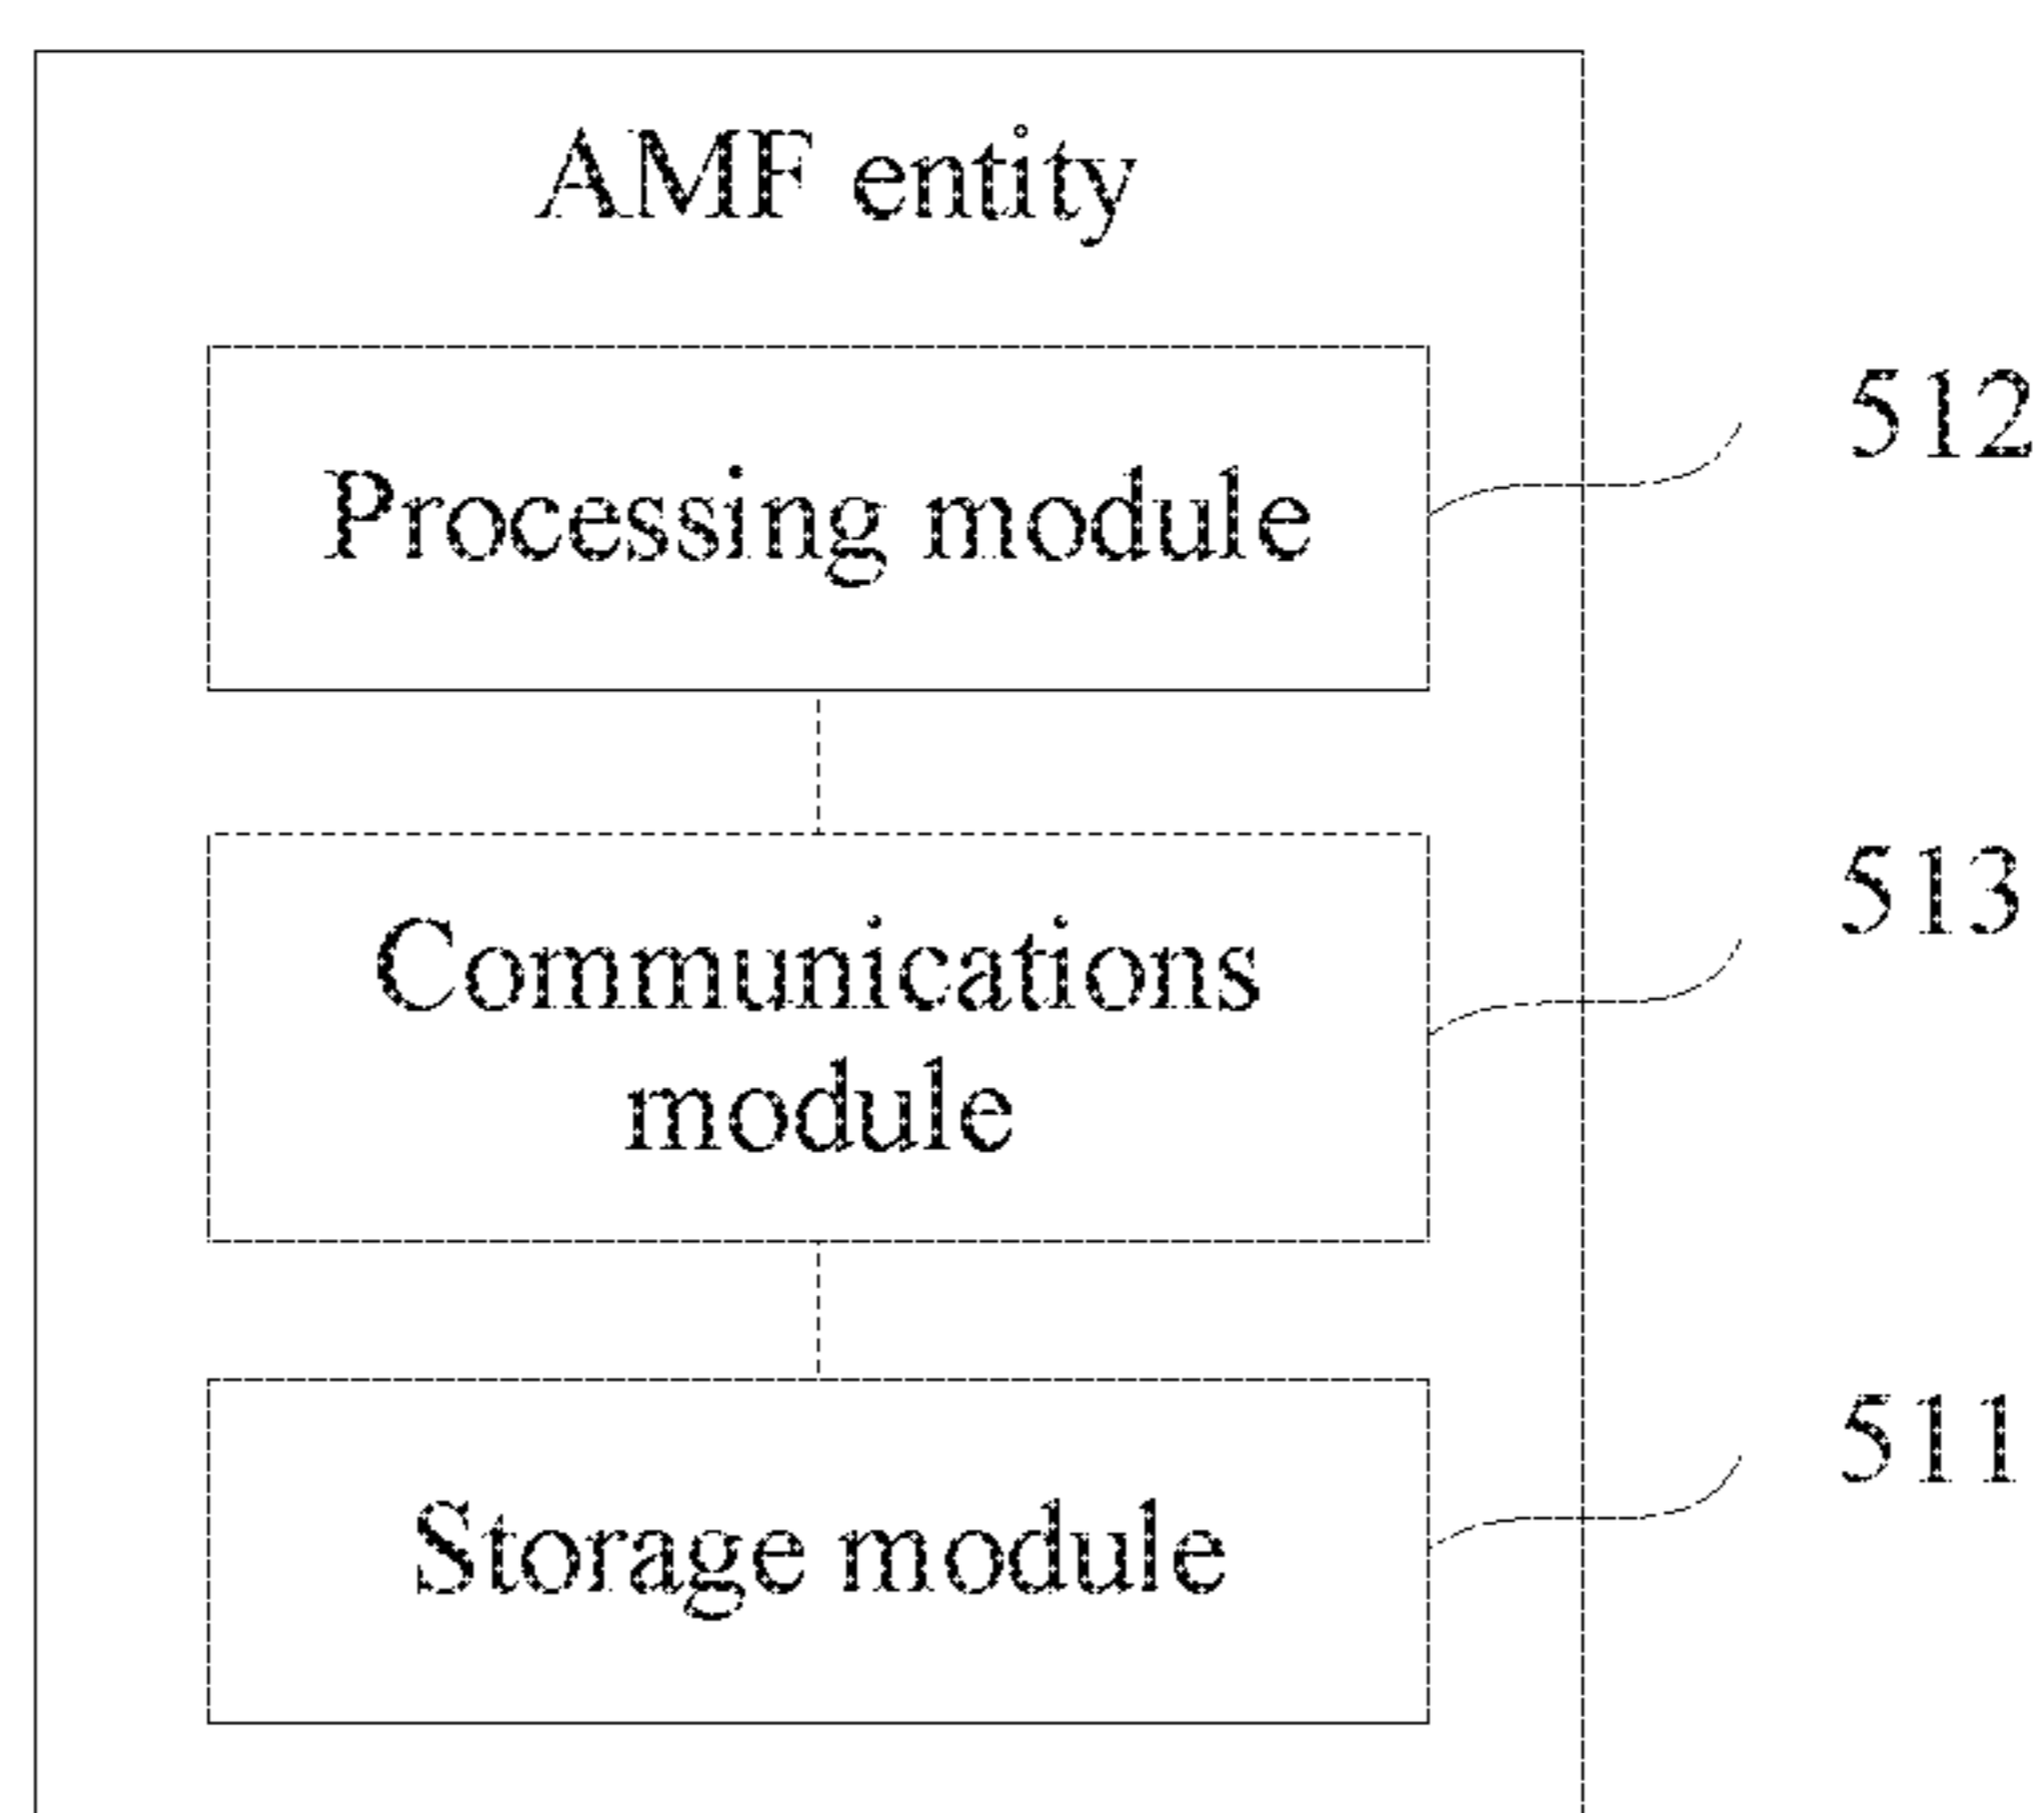 AMF entity
512
Processing module
513
Communications
module
511
Storage module